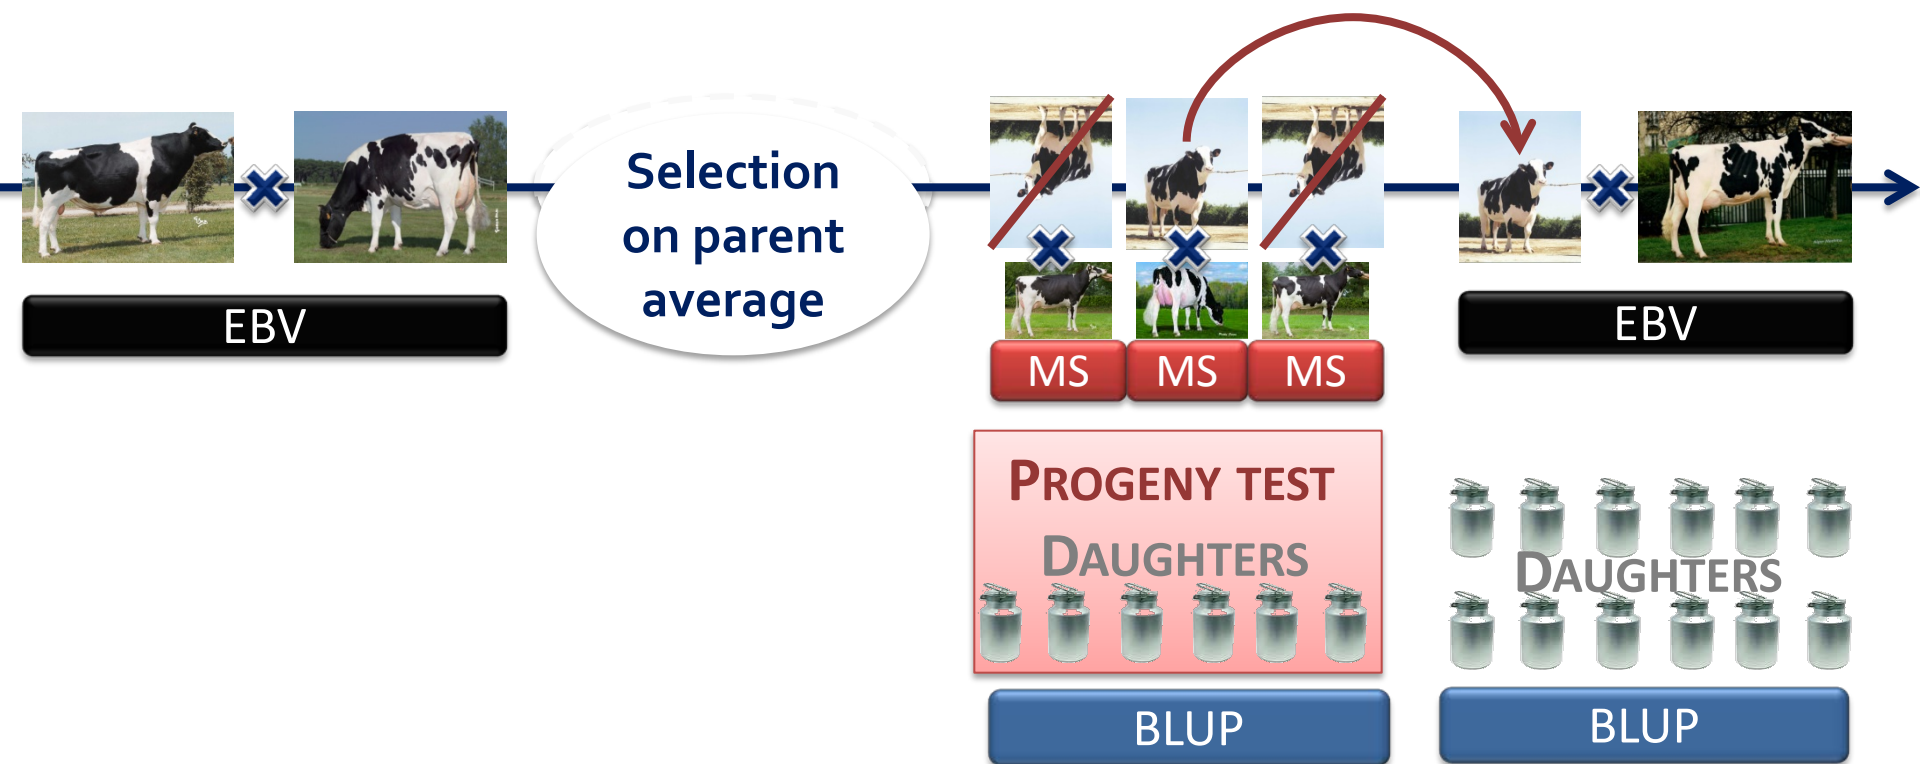 Selection
on parent
average
EBV
MS
MS
MS
EBV
PROGENY TEST
DAUGHTERS
DAUGHTERS
BLUP
BLUP